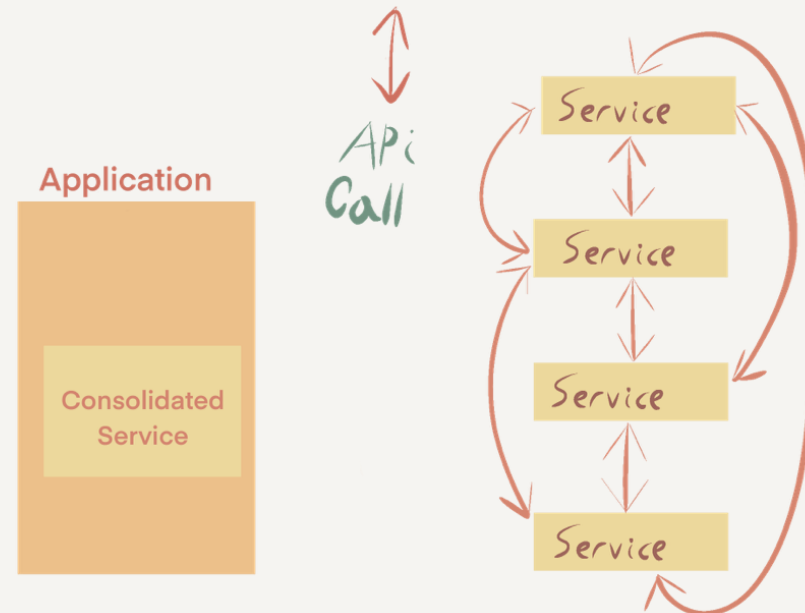 APi
Call
Application
Consolidated
Service
Service
Service
Service
Service